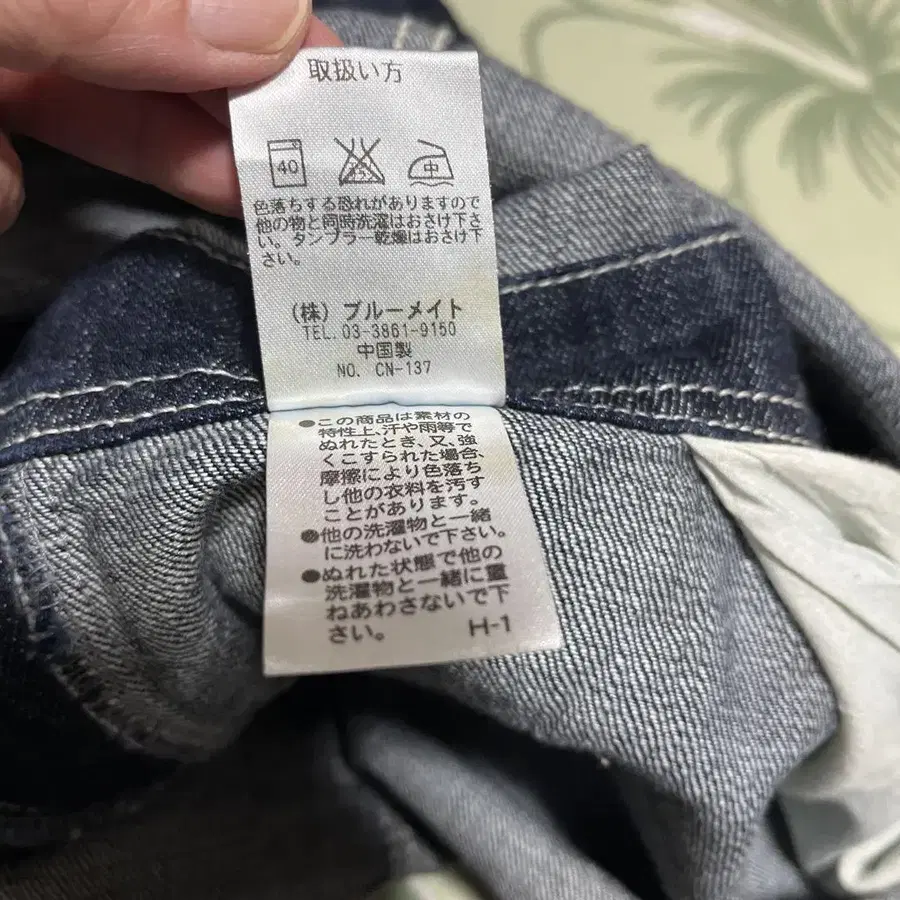 取扱い方
40
中
色落ちする恐れがありますので
他の物と同時洗濯はおさけ下さ
い。タンブラー乾燥はおさけ下
さい。
(株)ブルーメイト
TEL.03-3861-9150
中国製
NO. CN-137
●この商品は素材の
特性上、汗や雨等で
ぬれたとき、又、強
くこすられた場合、
摩擦により色落ち
し他の衣料を汚す
ことがあります。
●他の洗濯物と一緒
に洗わないで下さい。
●ぬれた状態で他の
洗濯物と一緒に重
ねあわさないで下
さい。 H-1